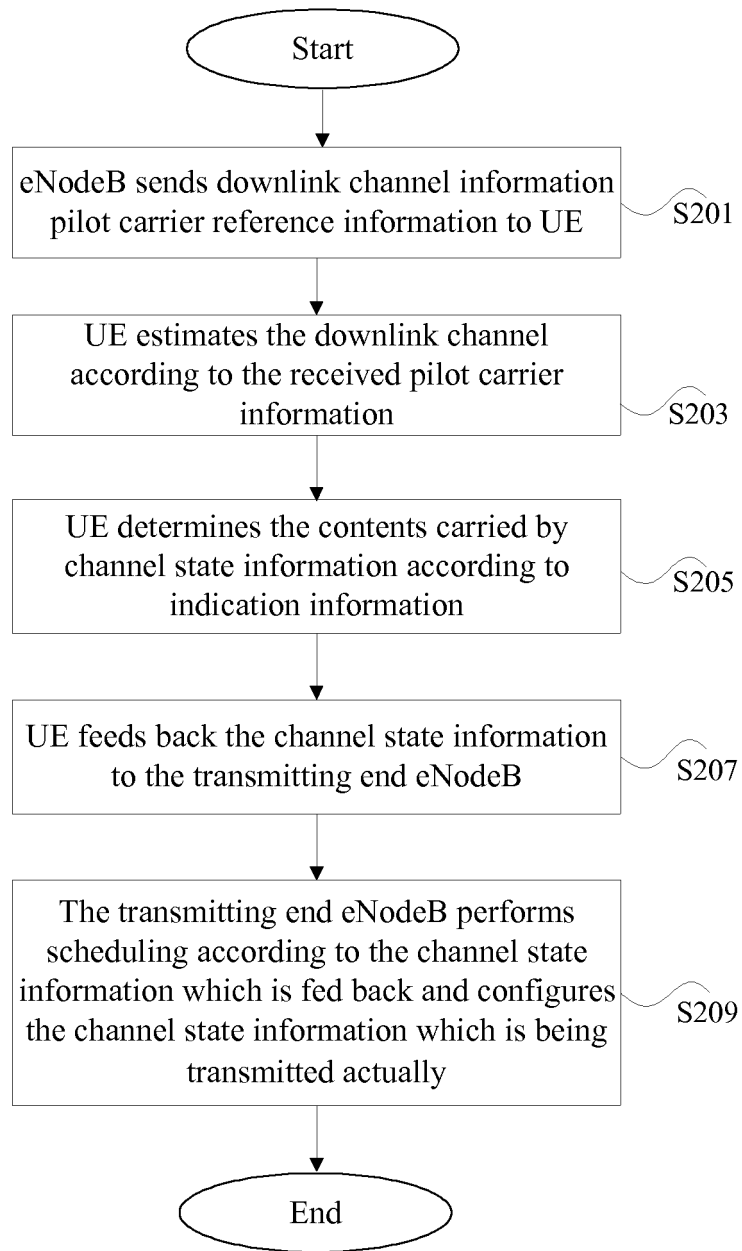 Start
eNodeB sends downlink channel information
pilot carrier reference information to UE
S201
UE estimates the downlink channel
according to the received pilot carrier
information
S203
UE determines the contents carried by
channel state information according to
indication information
S205
UE feeds back the channel state information
to the transmitting end eNodeB
S207
The transmitting end eNodeB performs
scheduling according to the channel state
information which is fed back and configures
the channel state information which is being
transmitted actually
S209
End